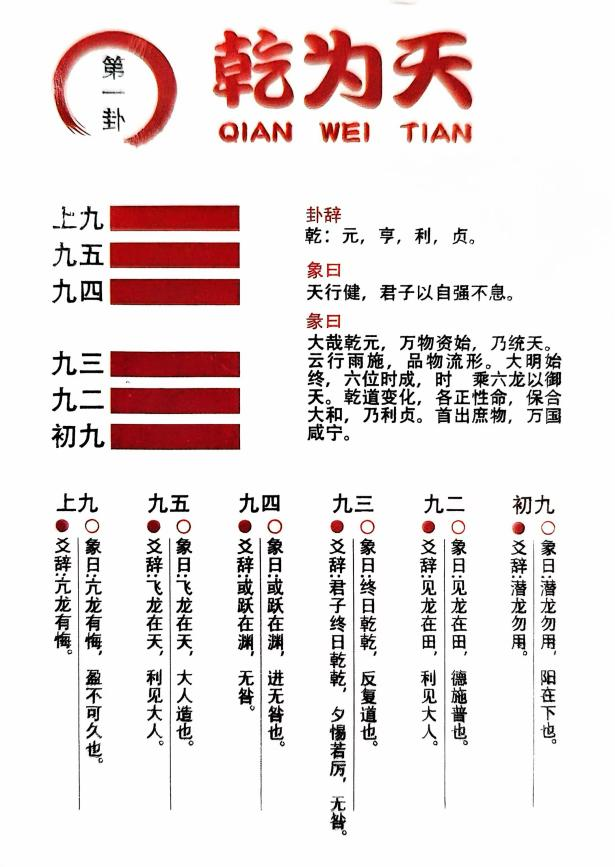 第一卦
乾为天
QIAN WEI TIAN
上九
九五
九四
九三
九二
初九
卦辞
乾：元，亨，利，贞。
象曰
天行健，君子以自强不息。
彖曰
大哉乾元，万物资始，乃统天。
云行雨施，品物流形。大明始
终，六位时成，时　乘六龙以御
天。乾道变化，各正性命，保合
大和，乃利贞。首出庶物，万国
咸宁。
初九
象曰:潜龙勿用，阳在下也。
爻辞:潜龙勿用。
九二
象曰:见龙在田，德施普也。
爻辞:见龙在田，利见大人。
九三
象曰:终日乾乾，反复道也。
爻辞:君子终日乾乾，夕惕若厉，无咎。
九四
象曰:或跃在渊，进无咎也。
爻辞:或跃在渊，无咎。
九五
象曰:飞龙在天，大人造也。
爻辞:飞龙在天，利见大人。
上九
象曰:亢龙有悔，盈不可久也。
爻辞:亢龙有悔。